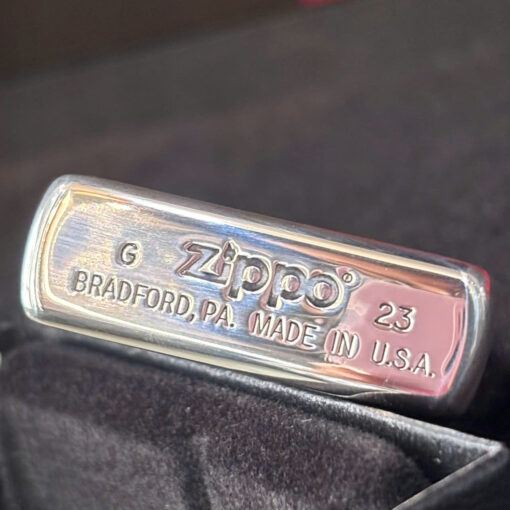 G zippo® 23
BRADFORD, PA. MADE IN U.S.A.